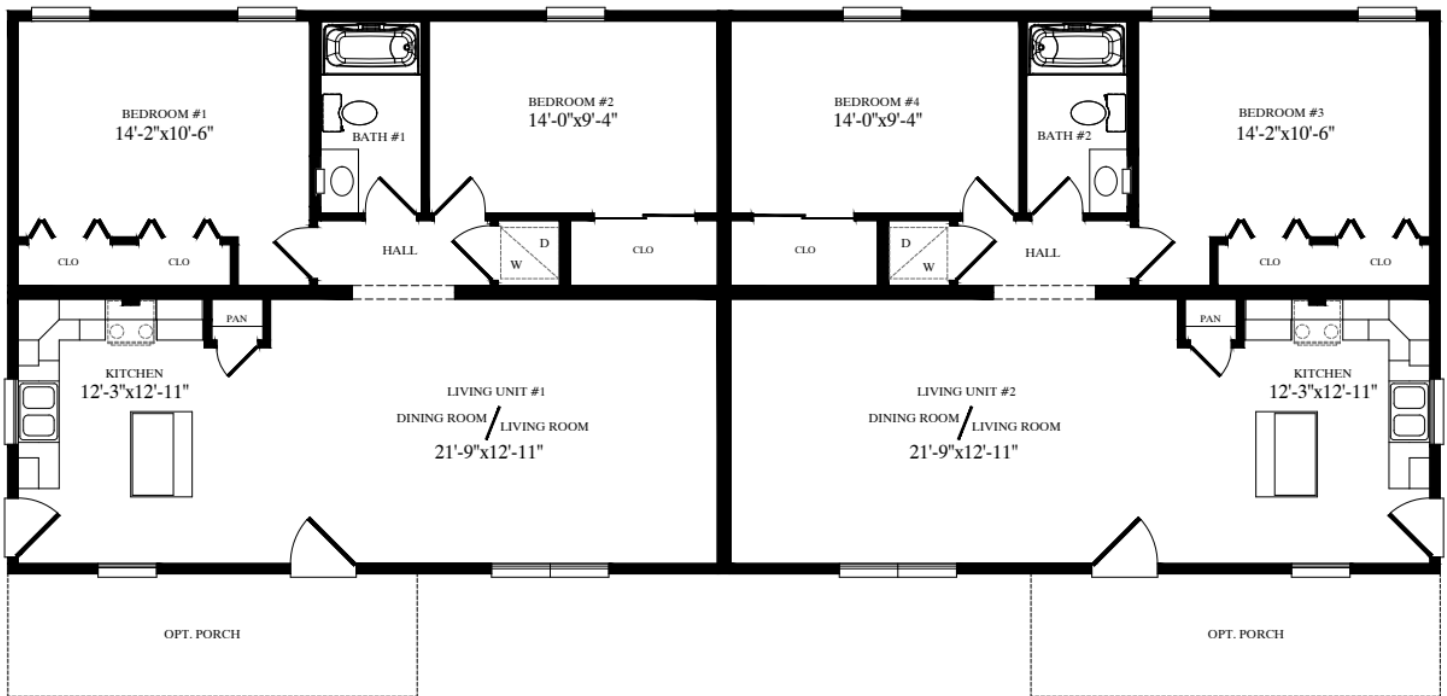 BEDROOM #1
14'-2"x10'-6"
BATH #1
BEDROOM #2
14'-0"x9'-4"
BEDROOM #4
14'-0"x9'-4"
BATH #2
BEDROOM #3
14'-2"x10'-6"
CLO
CLO
HALL
D
W
CLO
CLO
D
W
HALL
CLO
CLO
PAN
KITCHEN
12'-3"x12'-11"
LIVING UNIT #1
DINING ROOM
LIVING ROOM
21'-9"x12'-11"
LIVING UNIT #2
DINING ROOM
LIVING ROOM
21'-9"x12'-11"
PAN
KITCHEN
12'-3"x12'-11"
OPT. PORCH
OPT. PORCH